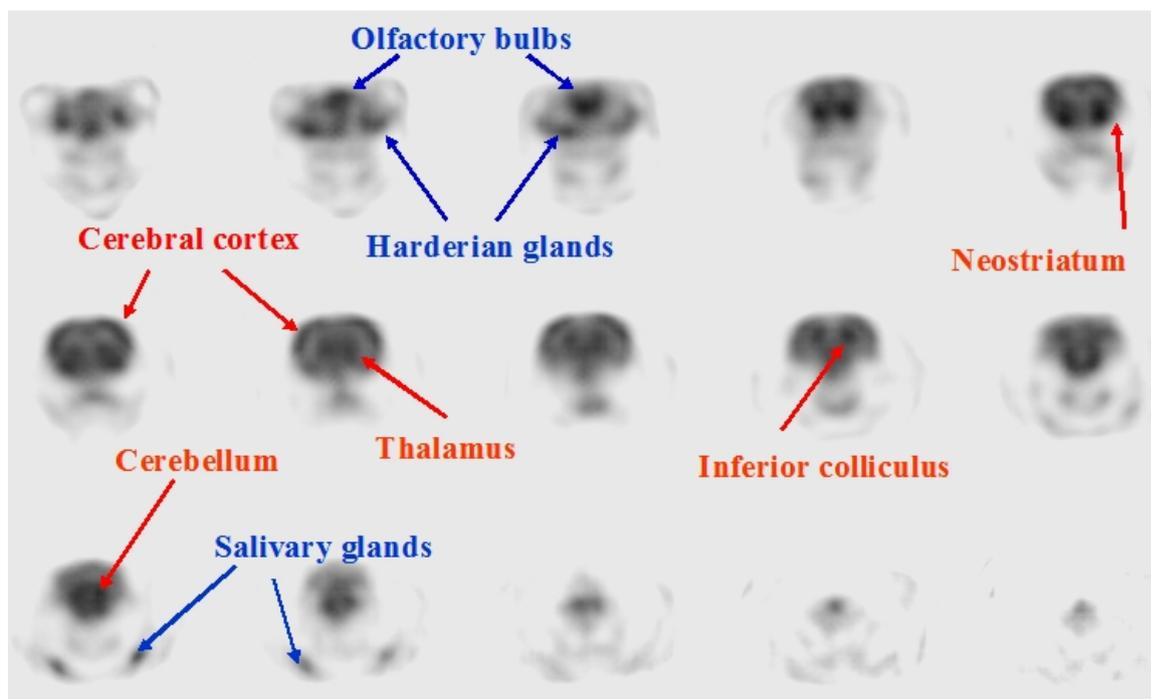 Olfactory bulbs
Cerebral cortex
Harderian glands
Neostriatum
Cerebellum
Thalamus
Inferior colliculus
Salivary glands